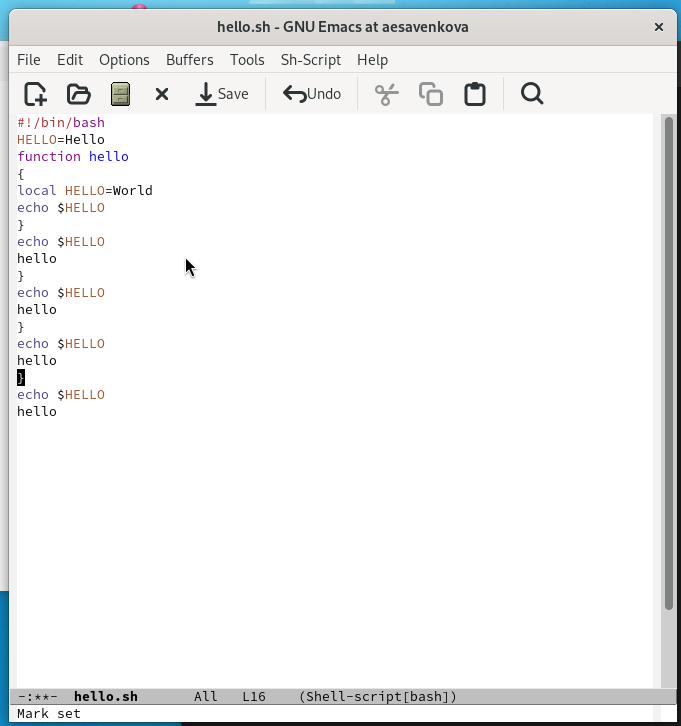 hello.sh - GNU Emacs at aesavenkova ×
File Edit Options Buffers Tools Sh-Script Help
Save Undo
#!/bin/bash
HELLO=Hello
function hello
{
local HELLO=World
echo $HELLO
}
echo $HELLO
hello
}
echo $HELLO
hello
}
echo $HELLO
hello
}
echo $HELLO
hello
-:**- hello.sh All L16 (Shell-script[bash])
Mark set